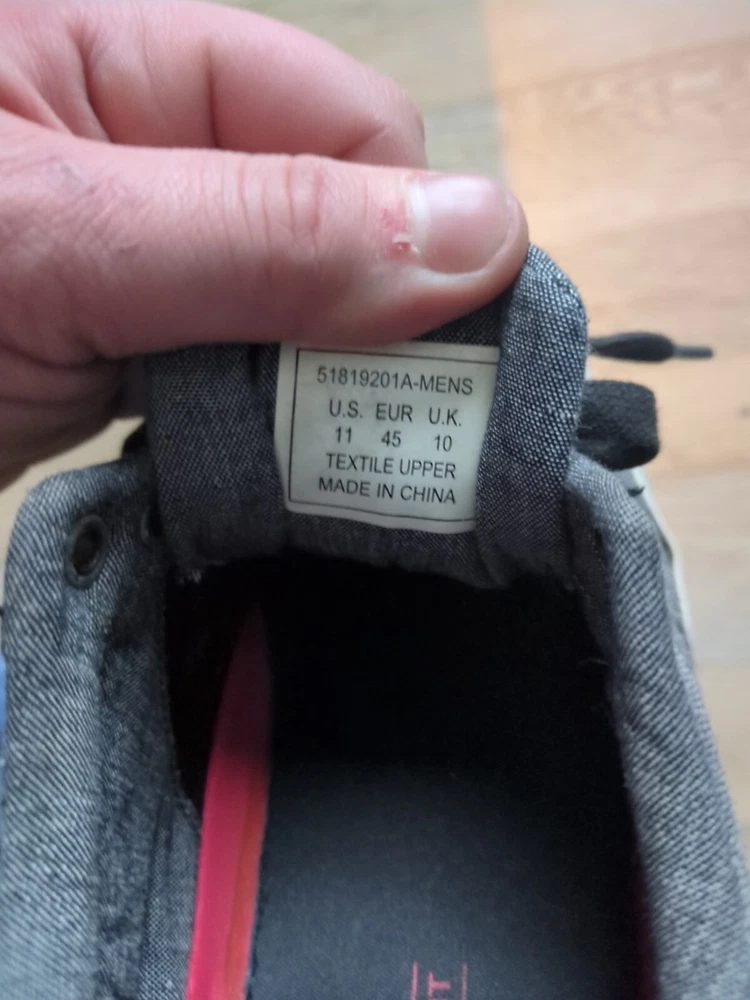 51819201A-MENS
U.S. EUR U.K.
11 45 10
TEXTILE UPPER
MADE IN CHINA